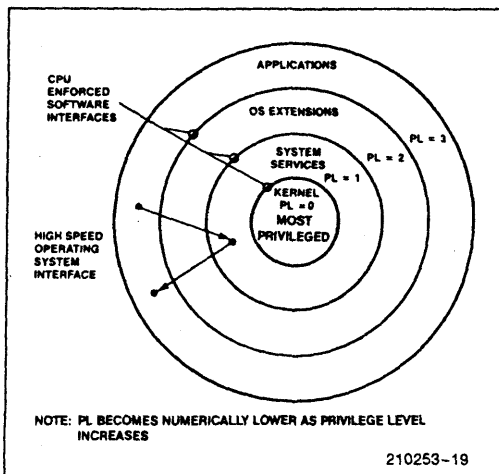 APPLICATIONS
CPU
ENFORCED
SOFTWARE
INTERFACES
OS EXTENSIONS
SYSTEM
SERVICES
PL = 3
PL = 2
PL = 1
KERNEL
PL = 0
MOST
PRIVILEGED
HIGH SPEED
OPERATING
SYSTEM
INTERFACE
NOTE: PL BECOMES NUMERICALLY LOWER AS PRIVILEGE LEVEL
INCREASES
210253-19